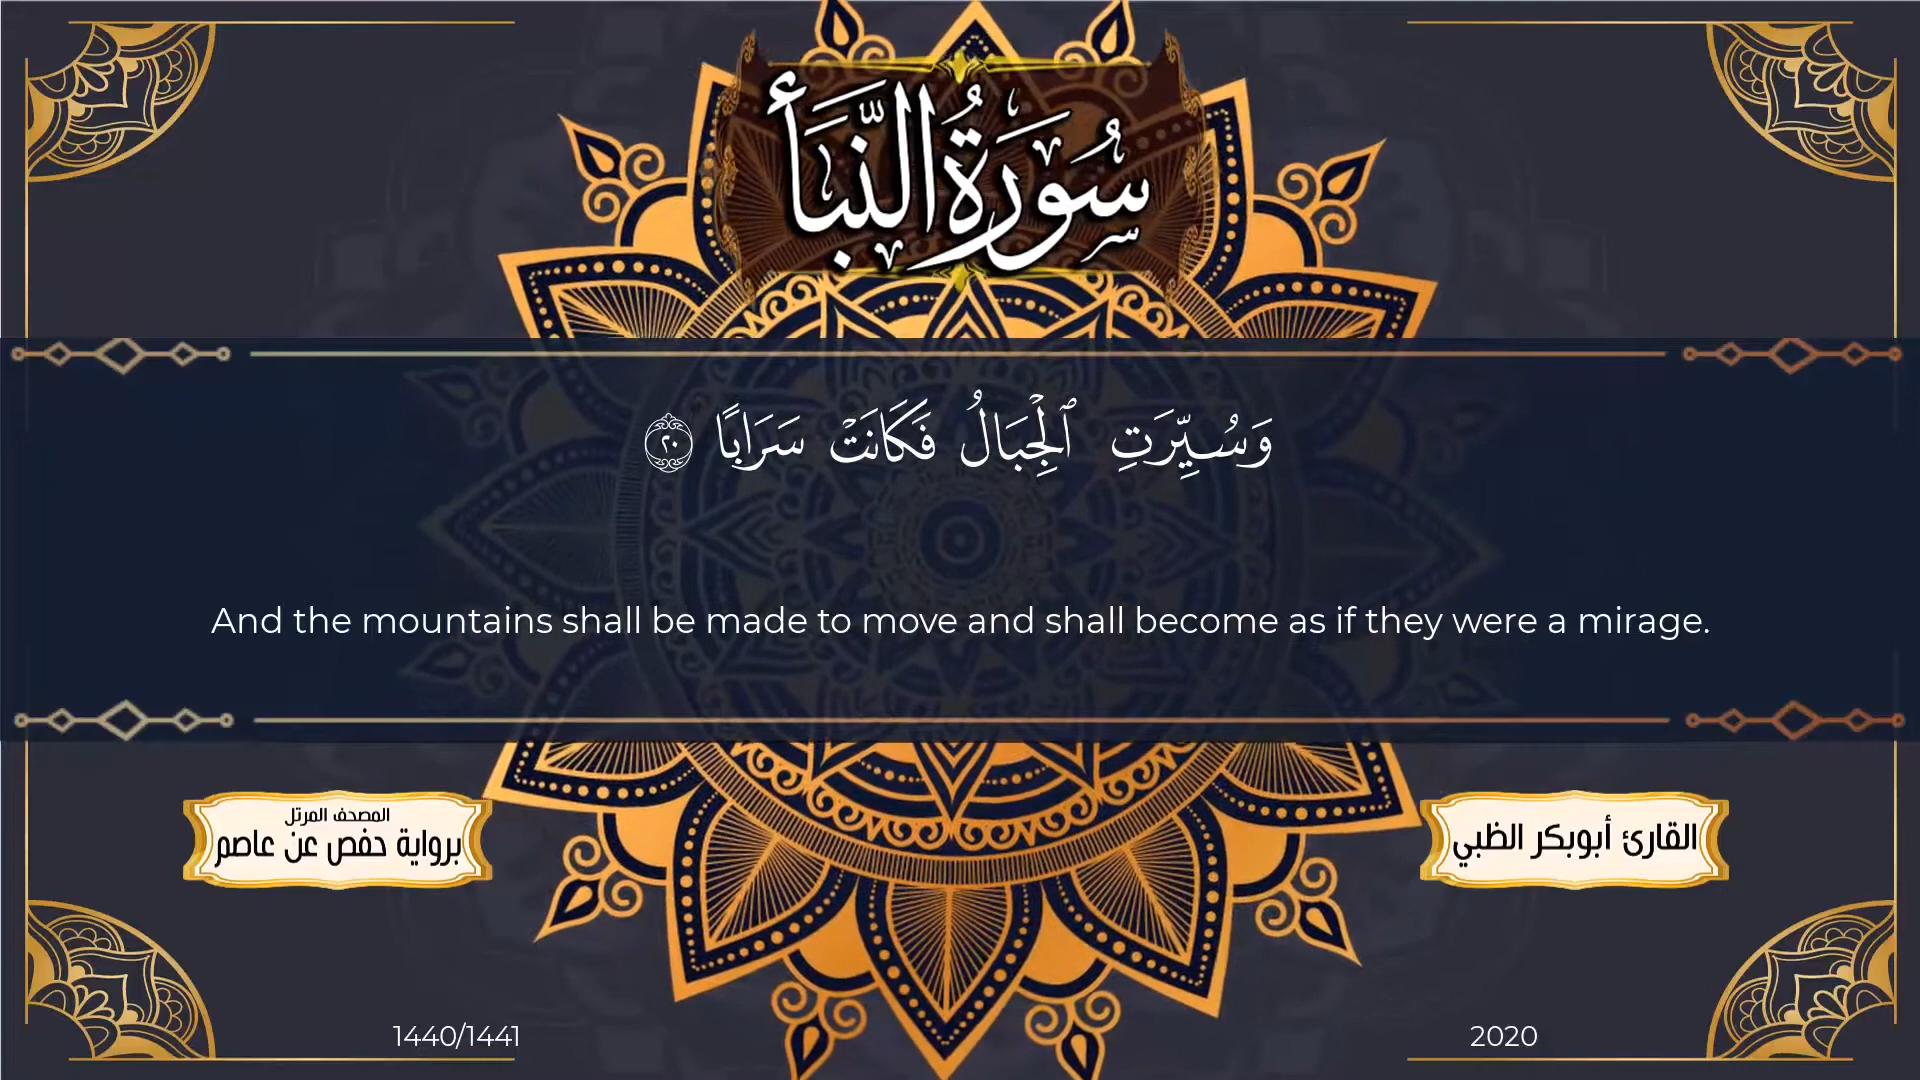 سُورَةُ النَّبَأ
وَسُيِّرَتِ ٱلْجِبَالُ فَكَانَتْ سَرَابًا ٢٠
And the mountains shall be made to move and shall become as if they were a mirage.
المصحف المرتل
برواية حفص عن عاصم
القارئ أبوبكر الظبي
1440/1441
2020